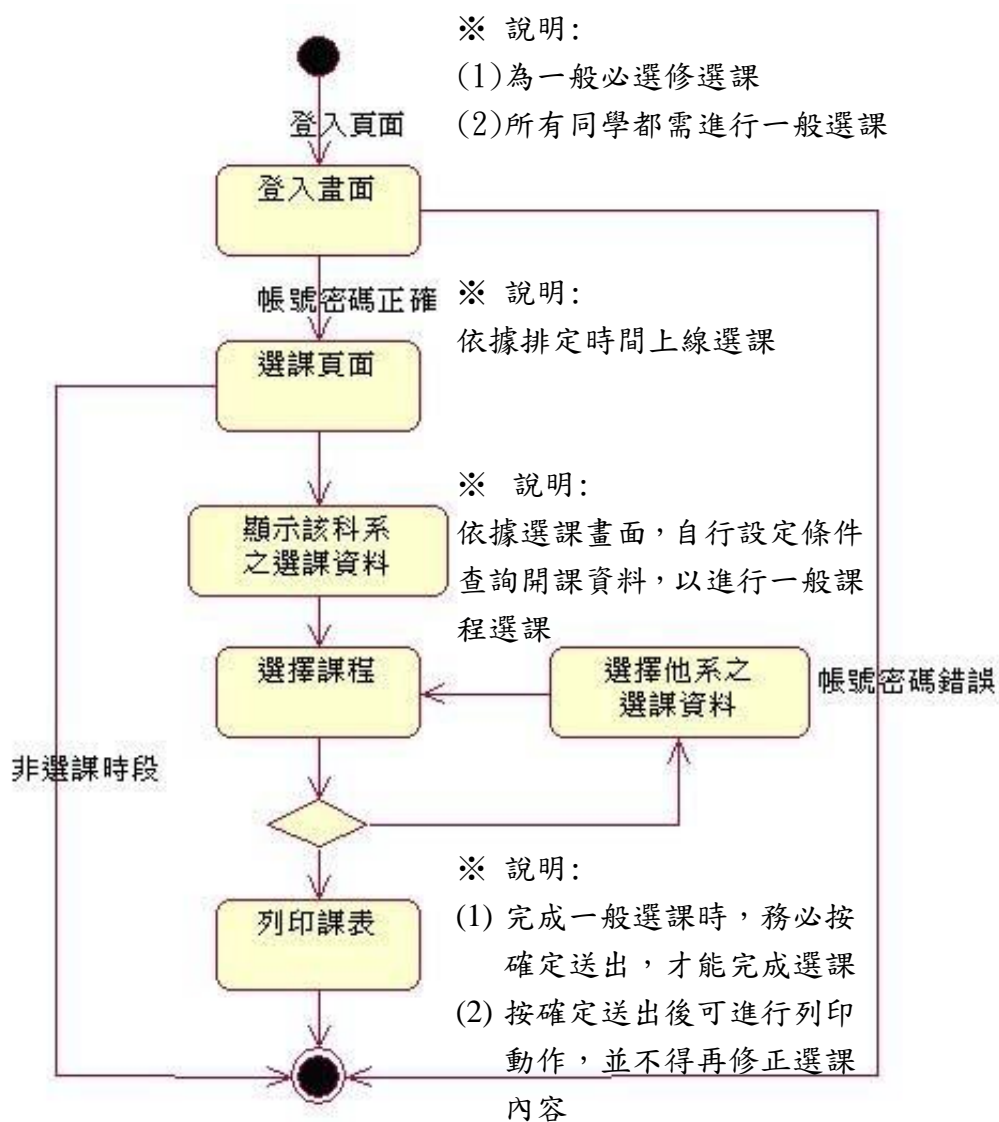 ※ 說明:
(1)為一般必選修選課
(2)所有同學都需進行一般選課
登入頁面
登入畫面
帳號密碼正確
※ 說明:
依據排定時間上線選課
選課頁面
※ 說明:
依據選課畫面，自行設定條件
查詢開課資料，以進行一般課
程選課
顯示該科系
之選課資料
選擇課程
選擇他系之
選課資料
帳號密碼錯誤
非選課時段
※ 說明:
(1) 完成一般選課時，務必按
確定送出，才能完成選課
(2) 按確定送出後可進行列印
動作，並不得再修正選課
內容
列印課表